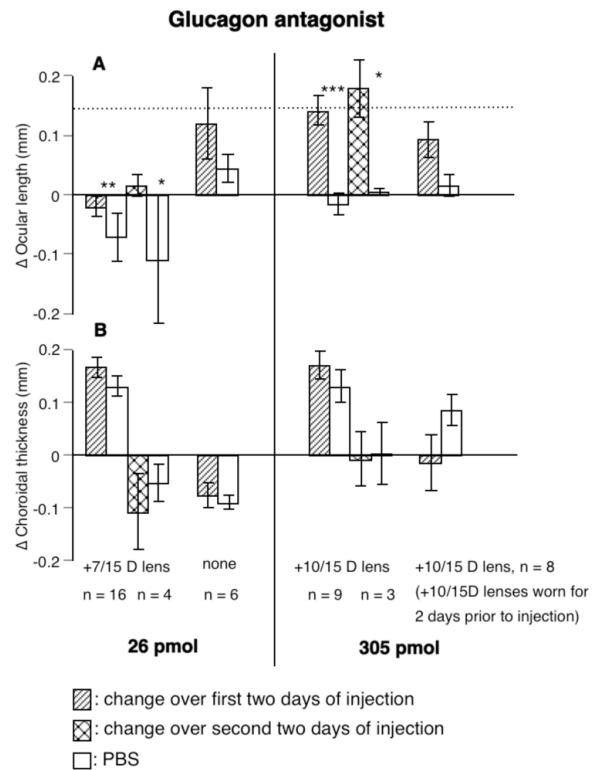 Glucagon antagonist
A
Δ Ocular length (mm)
0.2
0.1
0
-0.1
-0.2
** *
*** *
B
Δ Choroidal thickness (mm)
0.2
0.1
0
-0.1
-0.2
+7/15 D lens
n = 16 n = 4
none
n = 6
+10/15 D lens
n = 9 n = 3
+10/15 D lens, n = 8
(+10/15D lenses worn for
2 days prior to injection)
26 pmol
305 pmol
: change over first two days of injection
: change over second two days of injection
: PBS